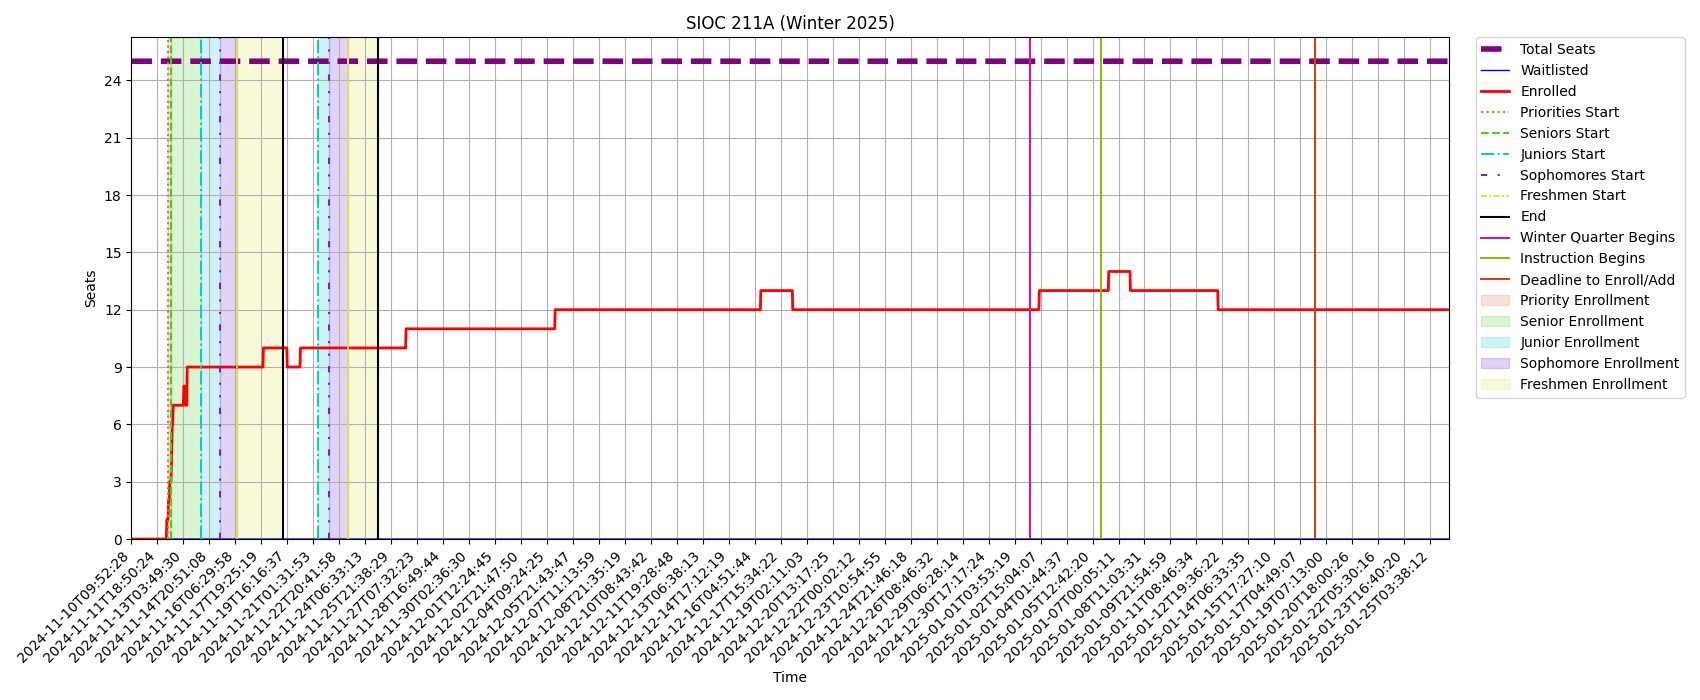 SIOC 211A (Winter 2025)
Seats
24
21
18
15
12
9
6
3
0
2024-11-10T09:52:28
2024-11-11T18:50:24
2024-11-13T03:49:30
2024-11-14T20:51:08
2024-11-16T06:29:58
2024-11-17T19:25:19
2024-11-19T16:16:37
2024-11-21T01:31:53
2024-11-22T20:41:58
2024-11-24T06:33:13
2024-11-25T21:38:29
2024-11-27T07:32:23
2024-11-28T16:49:44
2024-11-30T02:36:30
2024-12-01T12:24:45
2024-12-02T21:47:50
2024-12-04T09:24:25
2024-12-05T21:43:47
2024-12-07T11:13:59
2024-12-08T21:35:19
2024-12-10T08:43:42
2024-12-11T19:28:48
2024-12-13T06:38:13
2024-12-14T17:12:19
2024-12-16T04:51:44
2024-12-17T15:34:22
2024-12-19T02:11:03
2024-12-20T13:17:25
2024-12-22T00:02:12
2024-12-23T10:54:55
2024-12-24T21:46:18
2024-12-26T08:46:32
2024-12-29T06:28:14
2024-12-30T17:17:24
2025-01-01T03:53:19
2025-01-02T15:04:07
2025-01-04T01:44:37
2025-01-05T12:42:20
2025-01-07T00:05:11
2025-01-08T11:03:31
2025-01-09T21:54:59
2025-01-11T08:46:34
2025-01-12T19:36:22
2025-01-14T06:33:35
2025-01-15T17:27:10
2025-01-17T04:49:07
2025-01-19T07:13:00
2025-01-20T18:00:26
2025-01-22T05:30:16
2025-01-23T16:40:20
2025-01-25T03:38:12
Time
Total Seats
Waitlisted
Enrolled
Priorities Start
Seniors Start
Juniors Start
Sophomores Start
Freshmen Start
End
Winter Quarter Begins
Instruction Begins
Deadline to Enroll/Add
Priority Enrollment
Senior Enrollment
Junior Enrollment
Sophomore Enrollment
Freshmen Enrollment